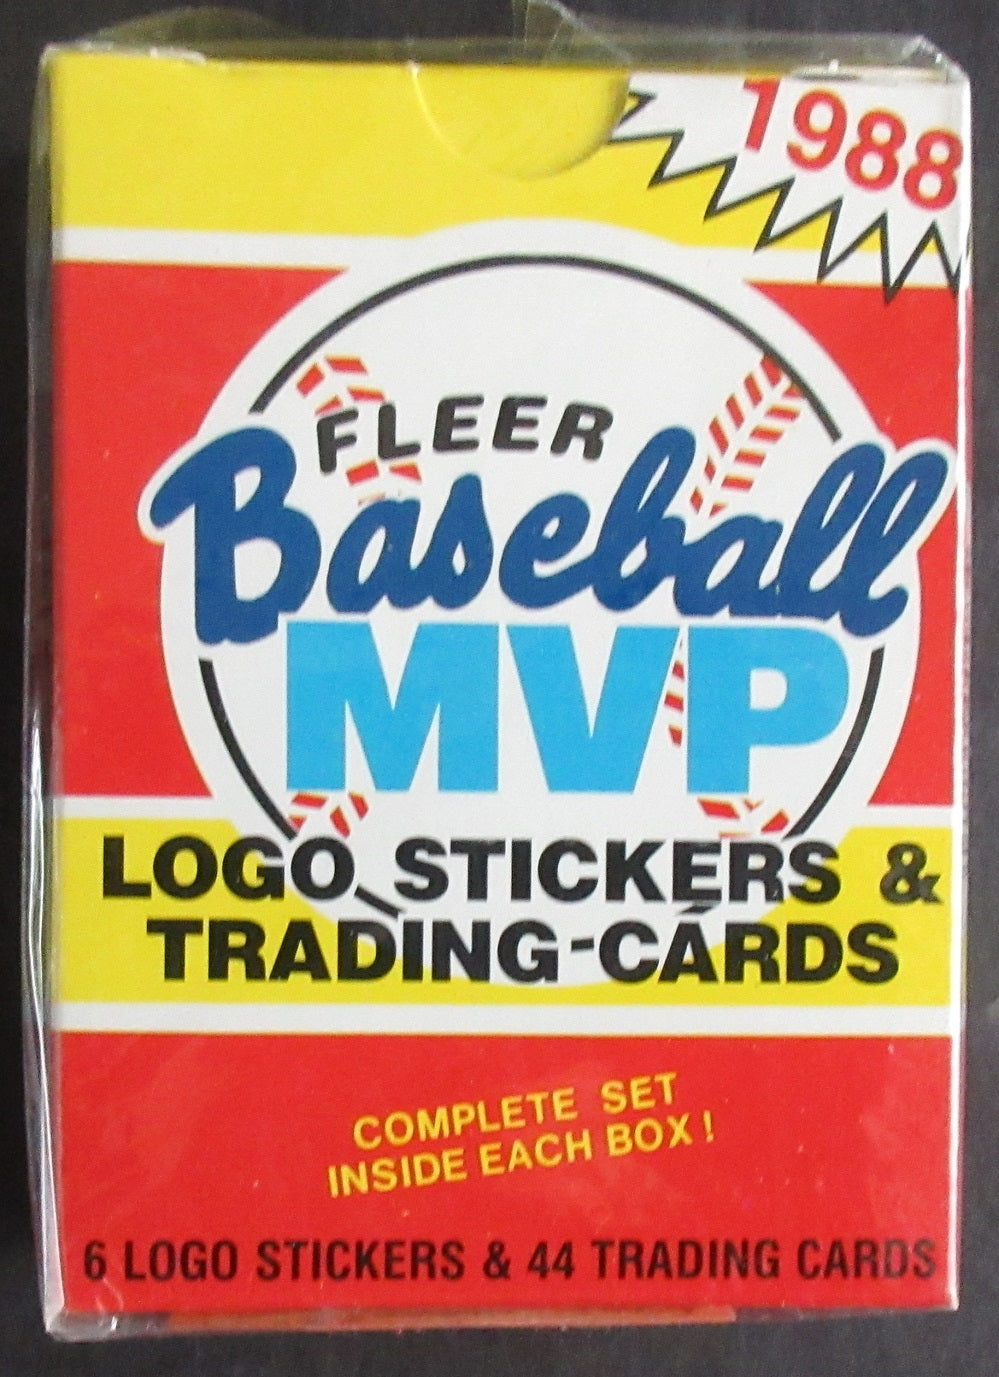 1988
FLEER
Baseball
MVP
LOGO STICKERS &
TRADING-CARDS
COMPLETE SET
INSIDE EACH BOX!
6 LOGO STICKERS & 44 TRADING CARDS